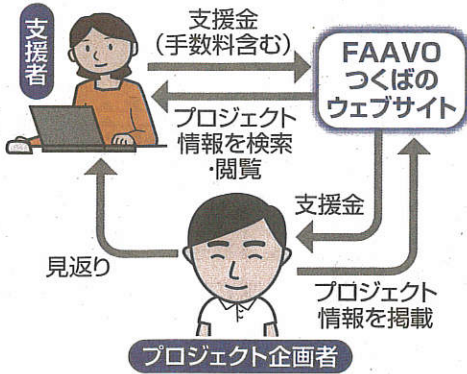 支援者
支援金
(手数料含む)
FAAVO
つくばの
ウェブサイト
プロジェクト
情報を検索
・閲覧
支援金
見返り
プロジェクト
情報を掲載
プロジェクト企画者